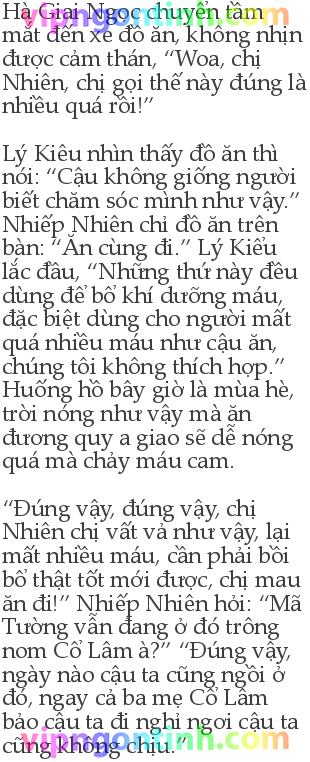 vipngontinh.com
Hà Giai Ngọc chuyển tầm
mắt đến xe đồ ăn, không nhịn
được cảm thán, “Woa, chị
Nhiên, chị gọi thế này đúng là
nhiều quá rồi!”
Lý Kiêu nhìn thấy đồ ăn thì
nói: “Cậu không giống người
biết chăm sóc mình như vậy.”
Nhiếp Nhiên chỉ đồ ăn trên
bàn: “Ăn cùng đi.” Lý Kiểu
lắc đầu, “Những thứ này đều
dùng để bổ khí dưỡng máu,
đặc biệt dùng cho người mất
quá nhiều máu như cậu ăn,
chúng tôi không thích hợp.”
Huống hồ bây giờ là mùa hè,
trời nóng như vậy mà ăn
đương quy a giao sẽ dễ nóng
quá mà chảy máu cam.
“Đúng vậy, đúng vậy, chị
Nhiên chị vất vả như vậy, lại
mất nhiều máu, cần phải bồi
bổ thật tốt mới được, chị mau
ăn đi!” Nhiếp Nhiên hỏi: “Mã
Tường vẫn đang ở đó trông
nom Cổ Lâm à?” “Đúng vậy,
ngày nào cậu ta cũng ngồi ở
đó, ngay cả ba mẹ Cổ Lâm
bảo cậu ta đi nghỉ ngơi cậu ta
cũng không chịu.”
vipngontinh.com